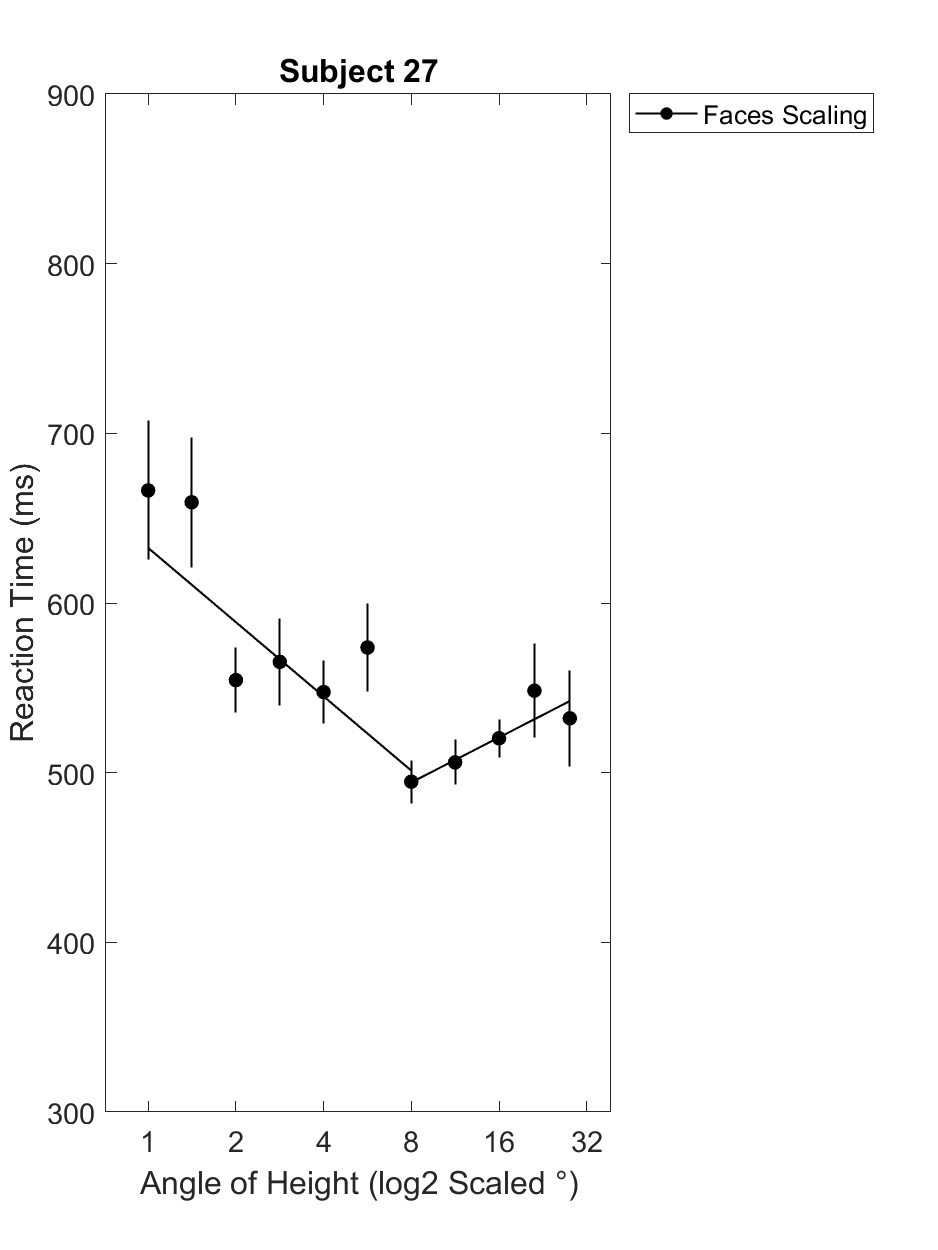 Subject 27
900
800
700
600
500
400
300
Reaction Time (ms)
1 2 4 8 16 32
Angle of Height (log2 Scaled °)
Faces Scaling